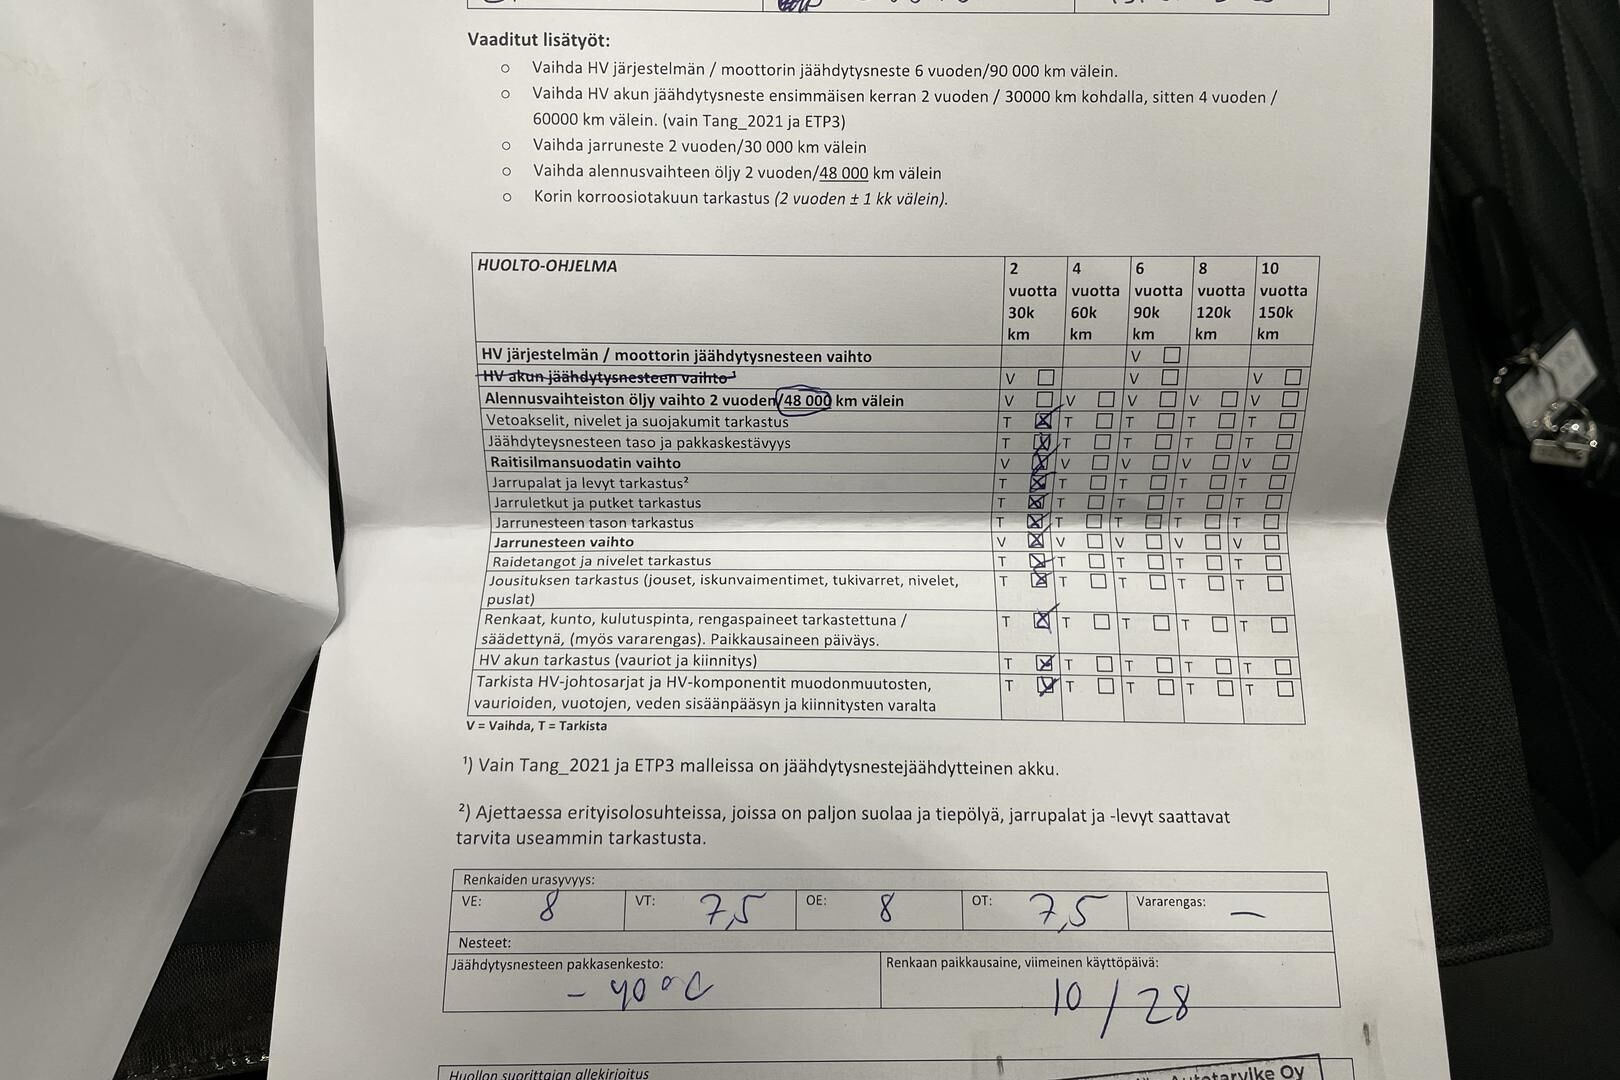 Vaaditut lisätyöt:
○ Vaihda HV järjestelmän / moottorin jäähdytysneste 6 vuoden/90 000 km välein.
○ Vaihda HV akun jäähdytysneste ensimmäisen kerran 2 vuoden / 30000 km kohdalla, sitten 4 vuoden /
60000 km välein. (vain Tang_2021 ja ETP3)
○ Vaihda jarruneste 2 vuoden/30 000 km välein
○ Vaihda alennusvaihteen öljy 2 vuoden/48 000 km välein
○ Korin korroosiotakuun tarkastus (2 vuoden ± 1 kk välein).
HUOLTO-OHJELMA 2 vuotta 30k km 4 vuotta 60k km 6 vuotta 90k km 8 vuotta 120k km 10 vuotta 150k km
HV järjestelmän / moottorin jäähdytysnesteen vaihto V ☐
HV akun jäähdytysnesteen vaihto ¹ V ☐ V ☐ V ☐
Alennusvaihteiston öljy vaihto 2 vuoden/48 000 km välein V ☐ V ☐ V ☐ V ☐ V ☐
Vetoakselit, nivelet ja suojakumit tarkastus T ☒ T ☐ T ☐ T ☐ T ☐
Jäähdyteysnesteen taso ja pakkaskestävyys T ☒ T ☐ T ☐ T ☐ T ☐
Raitisilmansuodatin vaihto V ☒ V ☐ V ☐ V ☐ V ☐
Jarrupalat ja levyt tarkastus² T ☒ T ☐ T ☐ T ☐ T ☐
Jarruletkut ja putket tarkastus T ☒ T ☐ T ☐ T ☐ T ☐
Jarrunesteen tason tarkastus T ☒ T ☐ T ☐ T ☐ T ☐
Jarrunesteen vaihto V ☒ V ☐ V ☐ V ☐ V ☐
Raidetangot ja nivelet tarkastus T ☒ T ☐ T ☐ T ☐ T ☐
Jousituksen tarkastus (jouset, iskunvaimentimet, tukivarret, nivelet, T ☒ T ☐ T ☐ T ☐ T ☐
puslat)
Renkaat, kunto, kulutuspinta, rengaspaineet tarkastettuna / T ☒ T ☐ T ☐ T ☐ T ☐
säädettynä, (myös vararengas). Paikkausaineen päiväys.
HV akun tarkastus (vauriot ja kiinnitys) T ☒ T ☐ T ☐ T ☐ T ☐
Tarkista HV-johtosarjat ja HV-komponentit muodonmuutosten, T ☒ T ☐ T ☐ T ☐ T ☐
vaurioiden, vuotojen, veden sisäänpääsyn ja kiinnitysten varalta
V = Vaihda, T = Tarkista
¹) Vain Tang_2021 ja ETP3 malleissa on jäähdytysnestejäähdytteinen akku.
²) Ajettaessa erityisolosuhteissa, joissa on paljon suolaa ja tiepölyä, jarrupalat ja -levyt saattavat
tarvita useammin tarkastusta.
Renkaiden urasyvyys:
VE: 8 VT: 7,5 OE: 8 OT: 7,5 Vararengas: —
Nesteet:
Jäähdytysnesteen pakkasenkesto: Renkaan paikkausaine, viimeinen käyttöpäivä:
- 40 °C 10 / 28
Huollon suorittajan allekirjoitus
Autotarvike Oy